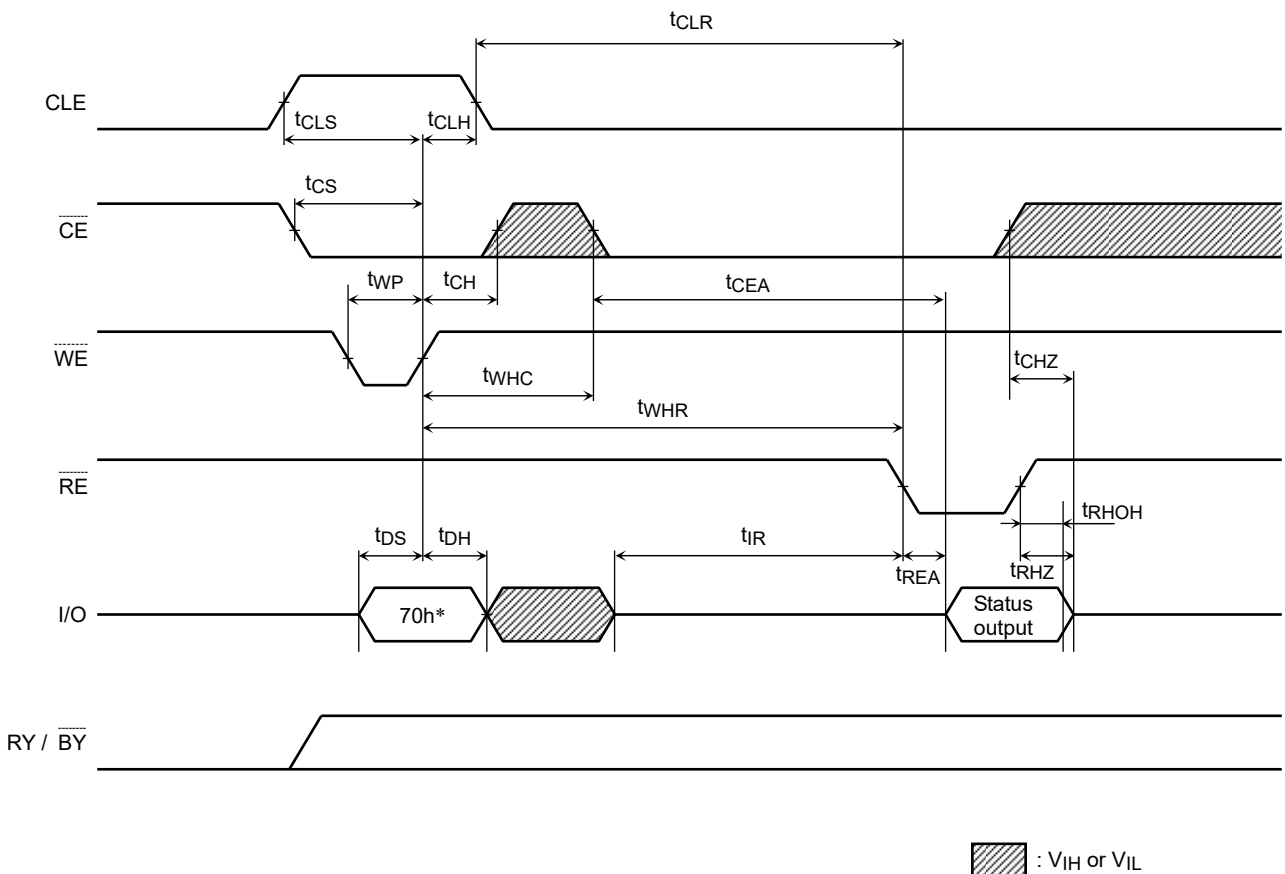 tCLR
CLE
tCLS
tCLH
tCS
CE
tWP
tCH
tCEA
WE
tCHZ
tWHC
tWHR
RE
tDS
tDH
tIR
tRHOH
tREA
tRHZ
I/O
70h*
Status
output
RY / BY
: VIH or VIL